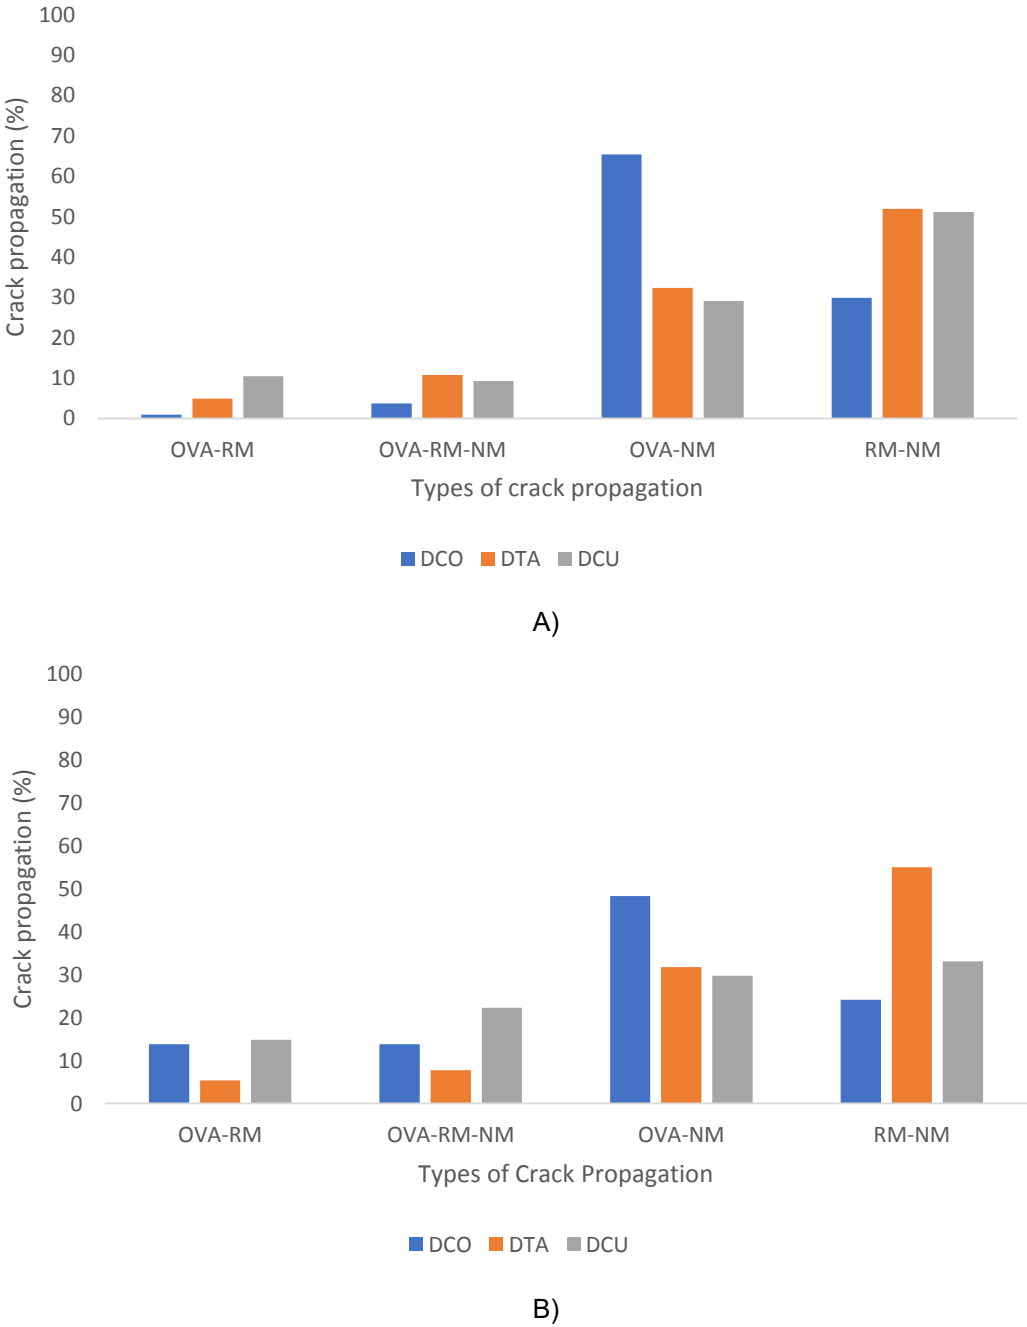 100
90
80
70
60
50
40
30
20
10
0
Crack propagation (%)
OVA-RM OVA-RM-NM OVA-NM RM-NM
Types of crack propagation
DCO DTA DCU
A)
100
90
80
70
60
50
40
30
20
10
0
Crack propagation (%)
OVA-RM OVA-RM-NM OVA-NM RM-NM
Types of Crack Propagation
DCO DTA DCU
B)